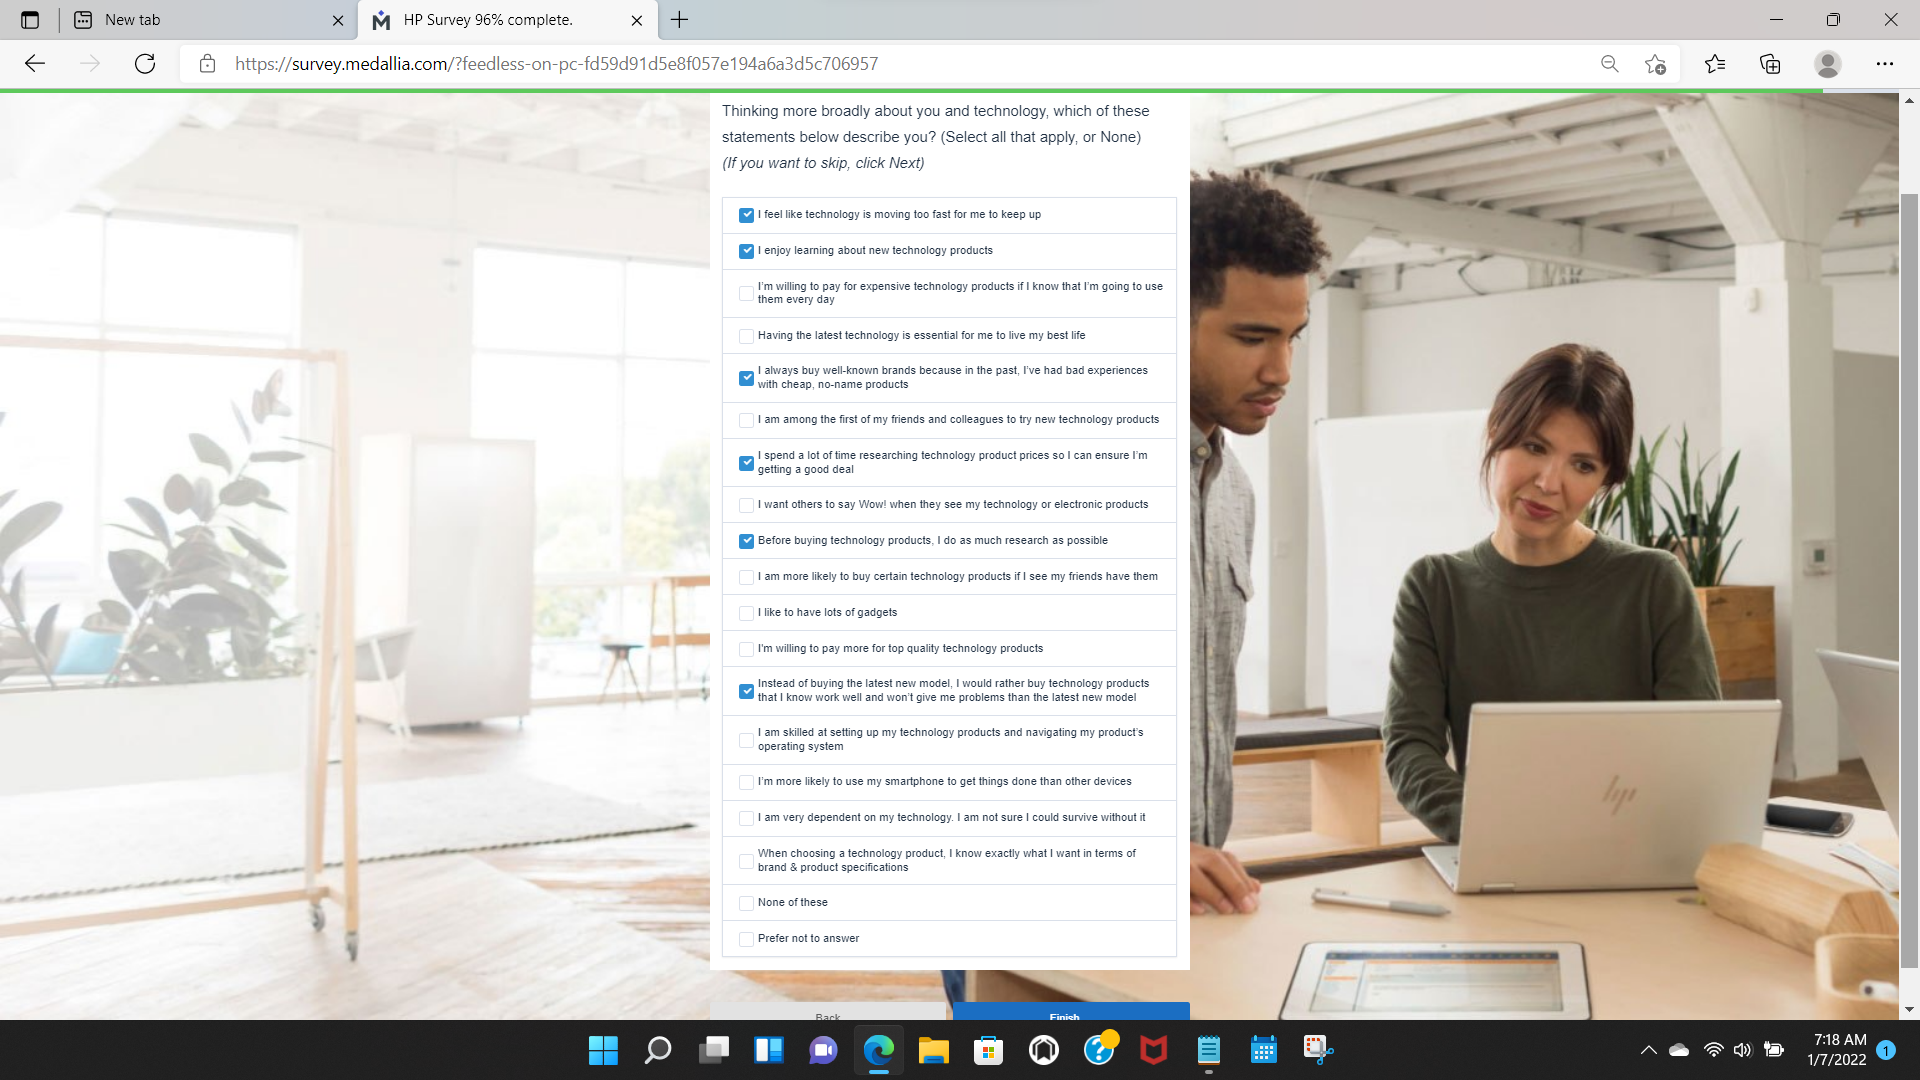 New tab
HP Survey 96% complete.
https://survey.medallia.com/?feedless-on-pc-fd59d91d5e8f057e194a6a3d5c706957
Thinking more broadly about you and technology, which of these
statements below describe you? (Select all that apply, or None)
(If you want to skip, click Next)
I feel like technology is moving too fast for me to keep up
I enjoy learning about new technology products
I'm willing to pay for expensive technology products if I know that I'm going to use
them every day
Having the latest technology is essential for me to live my best life
I always buy well-known brands because in the past, I've had bad experiences
with cheap, no-name products
I am among the first of my friends and colleagues to try new technology products
I spend a lot of time researching technology product prices so I can ensure I'm
getting a good deal
I want others to say Wow! when they see my technology or electronic products
Before buying technology products, I do as much research as possible
I am more likely to buy certain technology products if I see my friends have them
I like to have lots of gadgets
I'm willing to pay more for top quality technology products
Instead of buying the latest new model, I would rather buy technology products
that I know work well and won't give me problems than the latest new model
I am skilled at setting up my technology products and navigating my product's
operating system
I'm more likely to use my smartphone to get things done than other devices
I am very dependent on my technology. I am not sure I could survive without it
When choosing a technology product, I know exactly what I want in terms of
brand & product specifications
None of these
Prefer not to answer
Back
Finish
hp
7:18 AM
1/7/2022
1